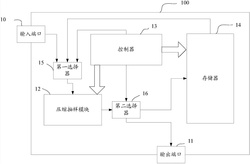 100
10
13
14
输入端口
控制器
15
第一选择
器
存储器
12
16
压缩抽样模块
第二选择
器
11
输出端口